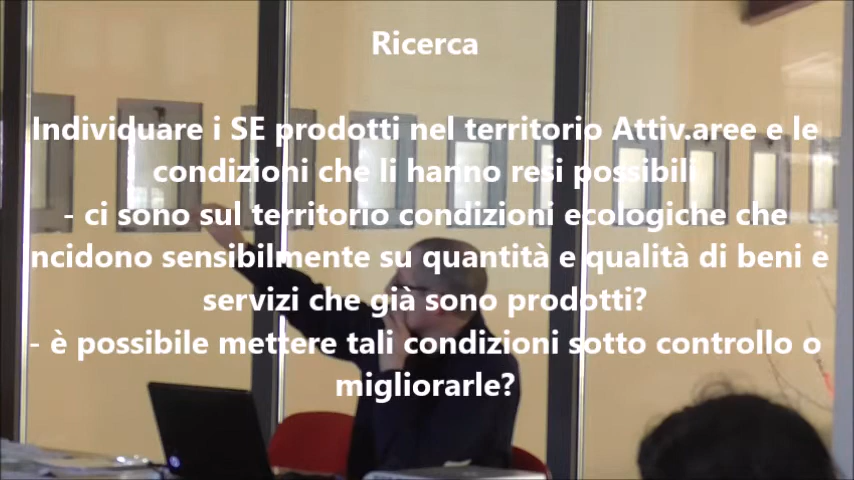 Ricerca
Individuare i SE prodotti nel territorio Attiv.aree e le
condizioni che li hanno resi possibili
- ci sono sul territorio condizioni ecologiche che
ncidono sensibilmente su quantità e qualità di beni e
servizi che già sono prodotti?
- è possibile mettere tali condizioni sotto controllo o
migliorarle?